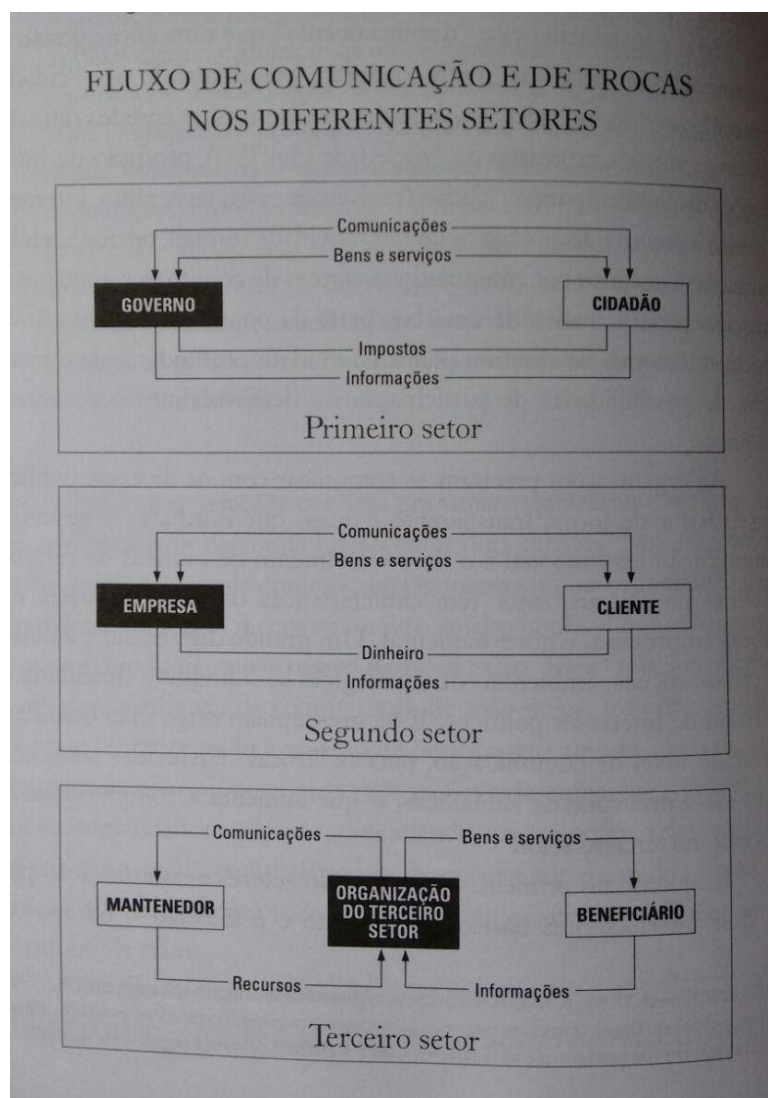 FLUXO DE COMUNICAÇÃO E DE TROCAS
NOS DIFERENTES SETORES
Comunicações
Bens e serviços
GOVERNO
CIDADÃO
Impostos
Informações
Primeiro setor
Comunicações
Bens e serviços
EMPRESA
CLIENTE
Dinheiro
Informações
Segundo setor
Comunicações
Bens e serviços
MANTENEDOR
ORGANIZAÇÃO
DO TERCEIRO
SETOR
BENEFICIÁRIO
Recursos
Informações
Terceiro setor